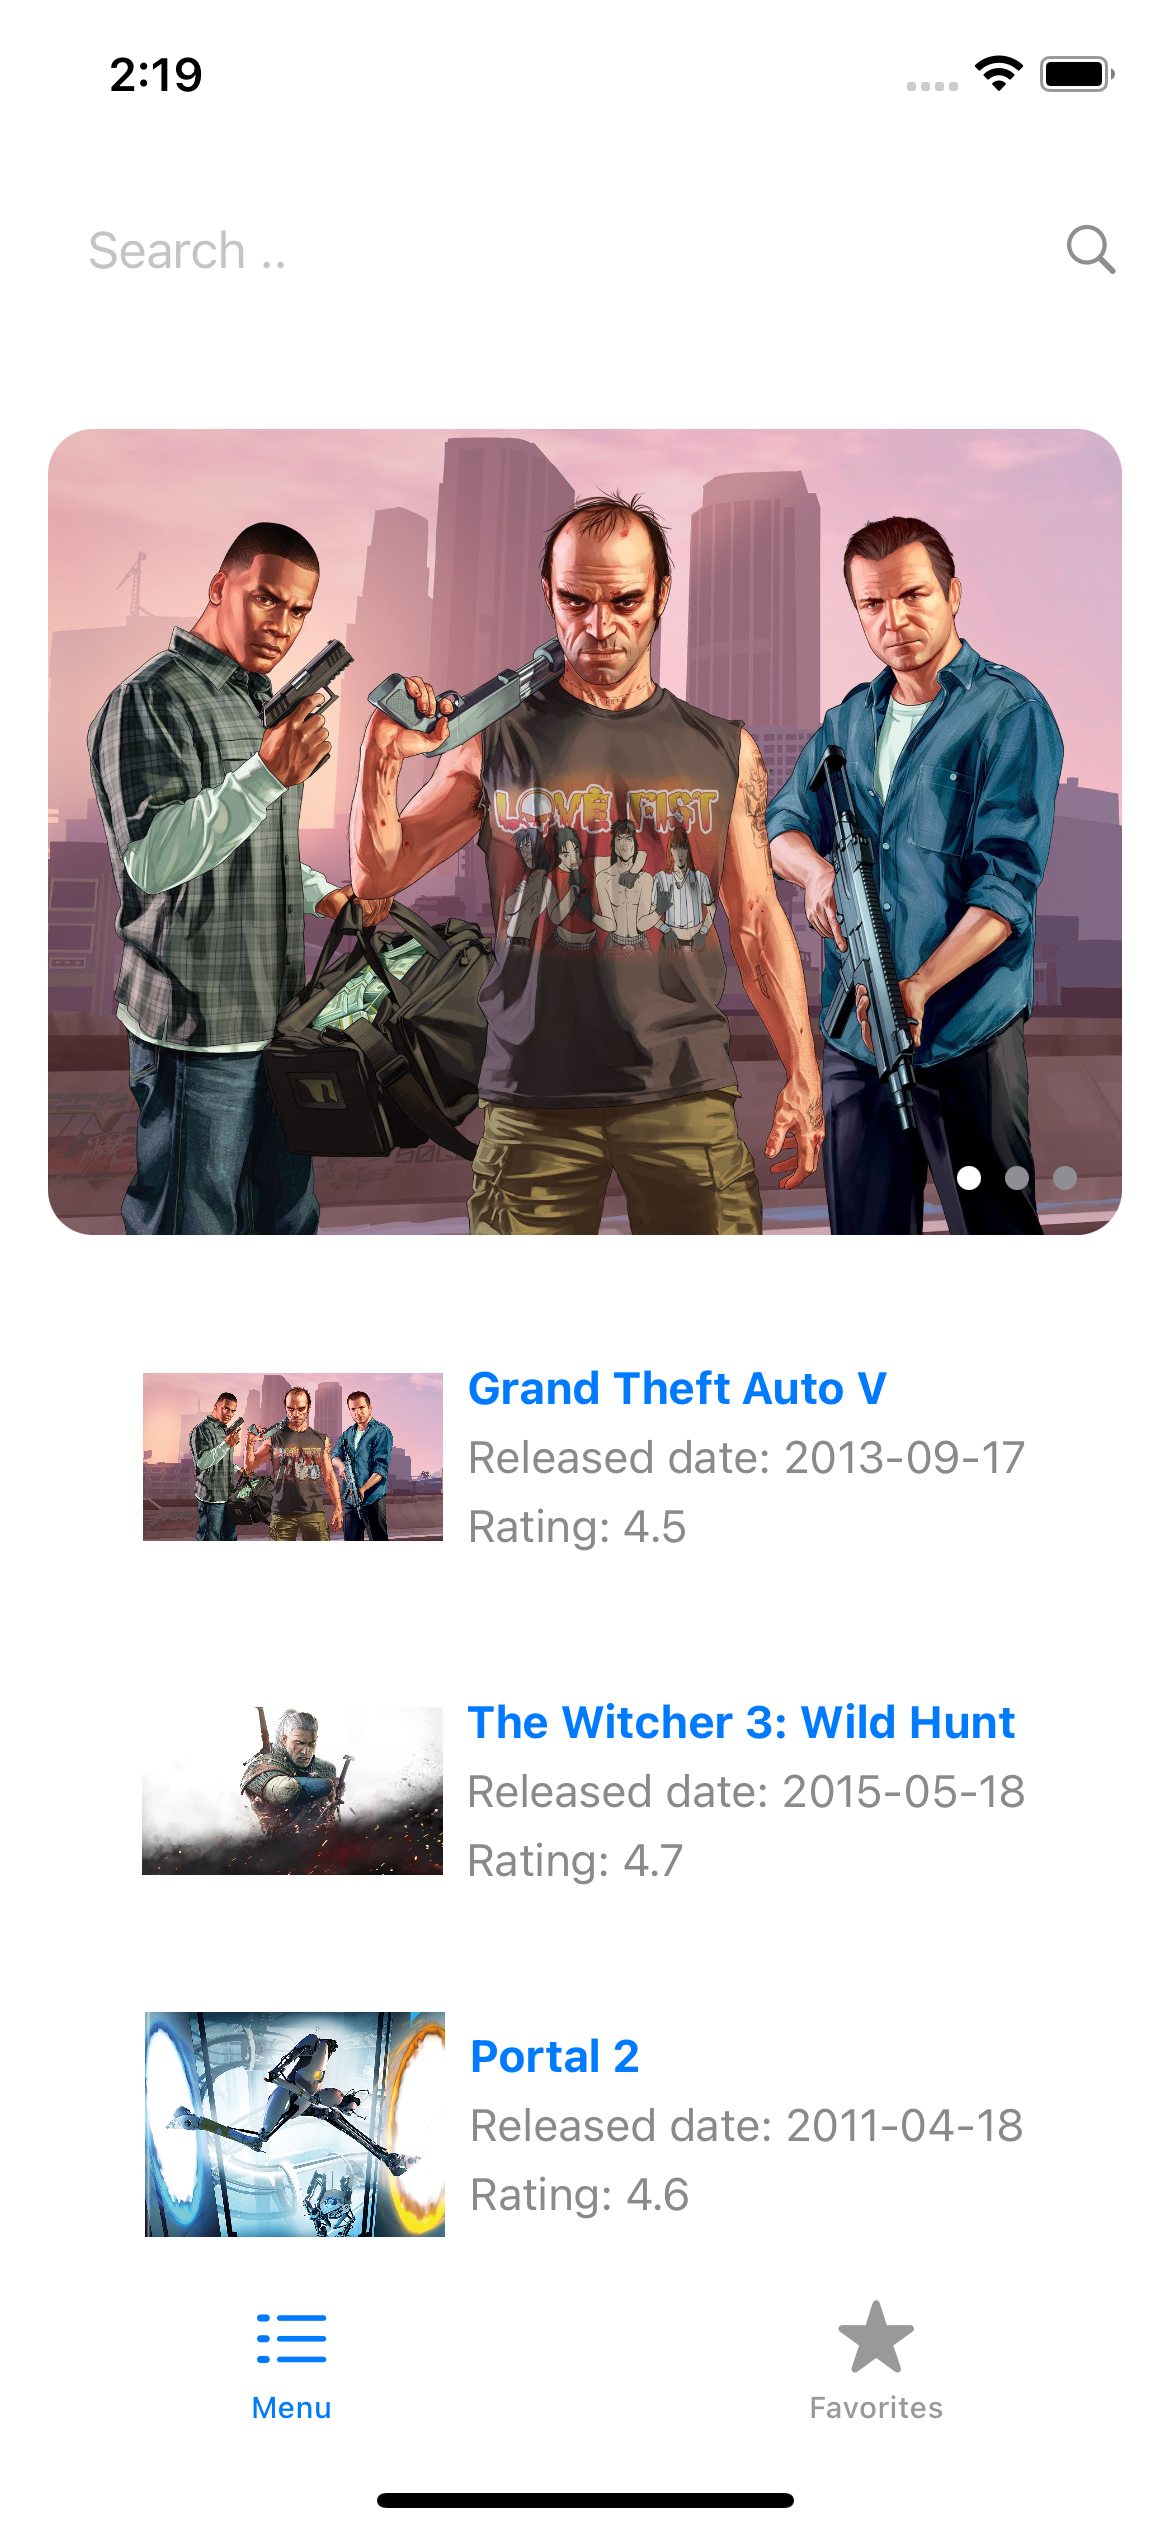 2:19
Search ..
LOVE FIST
Grand Theft Auto V
Released date: 2013-09-17
Rating: 4.5
The Witcher 3: Wild Hunt
Released date: 2015-05-18
Rating: 4.7
Portal 2
Released date: 2011-04-18
Rating: 4.6
Menu
Favorites